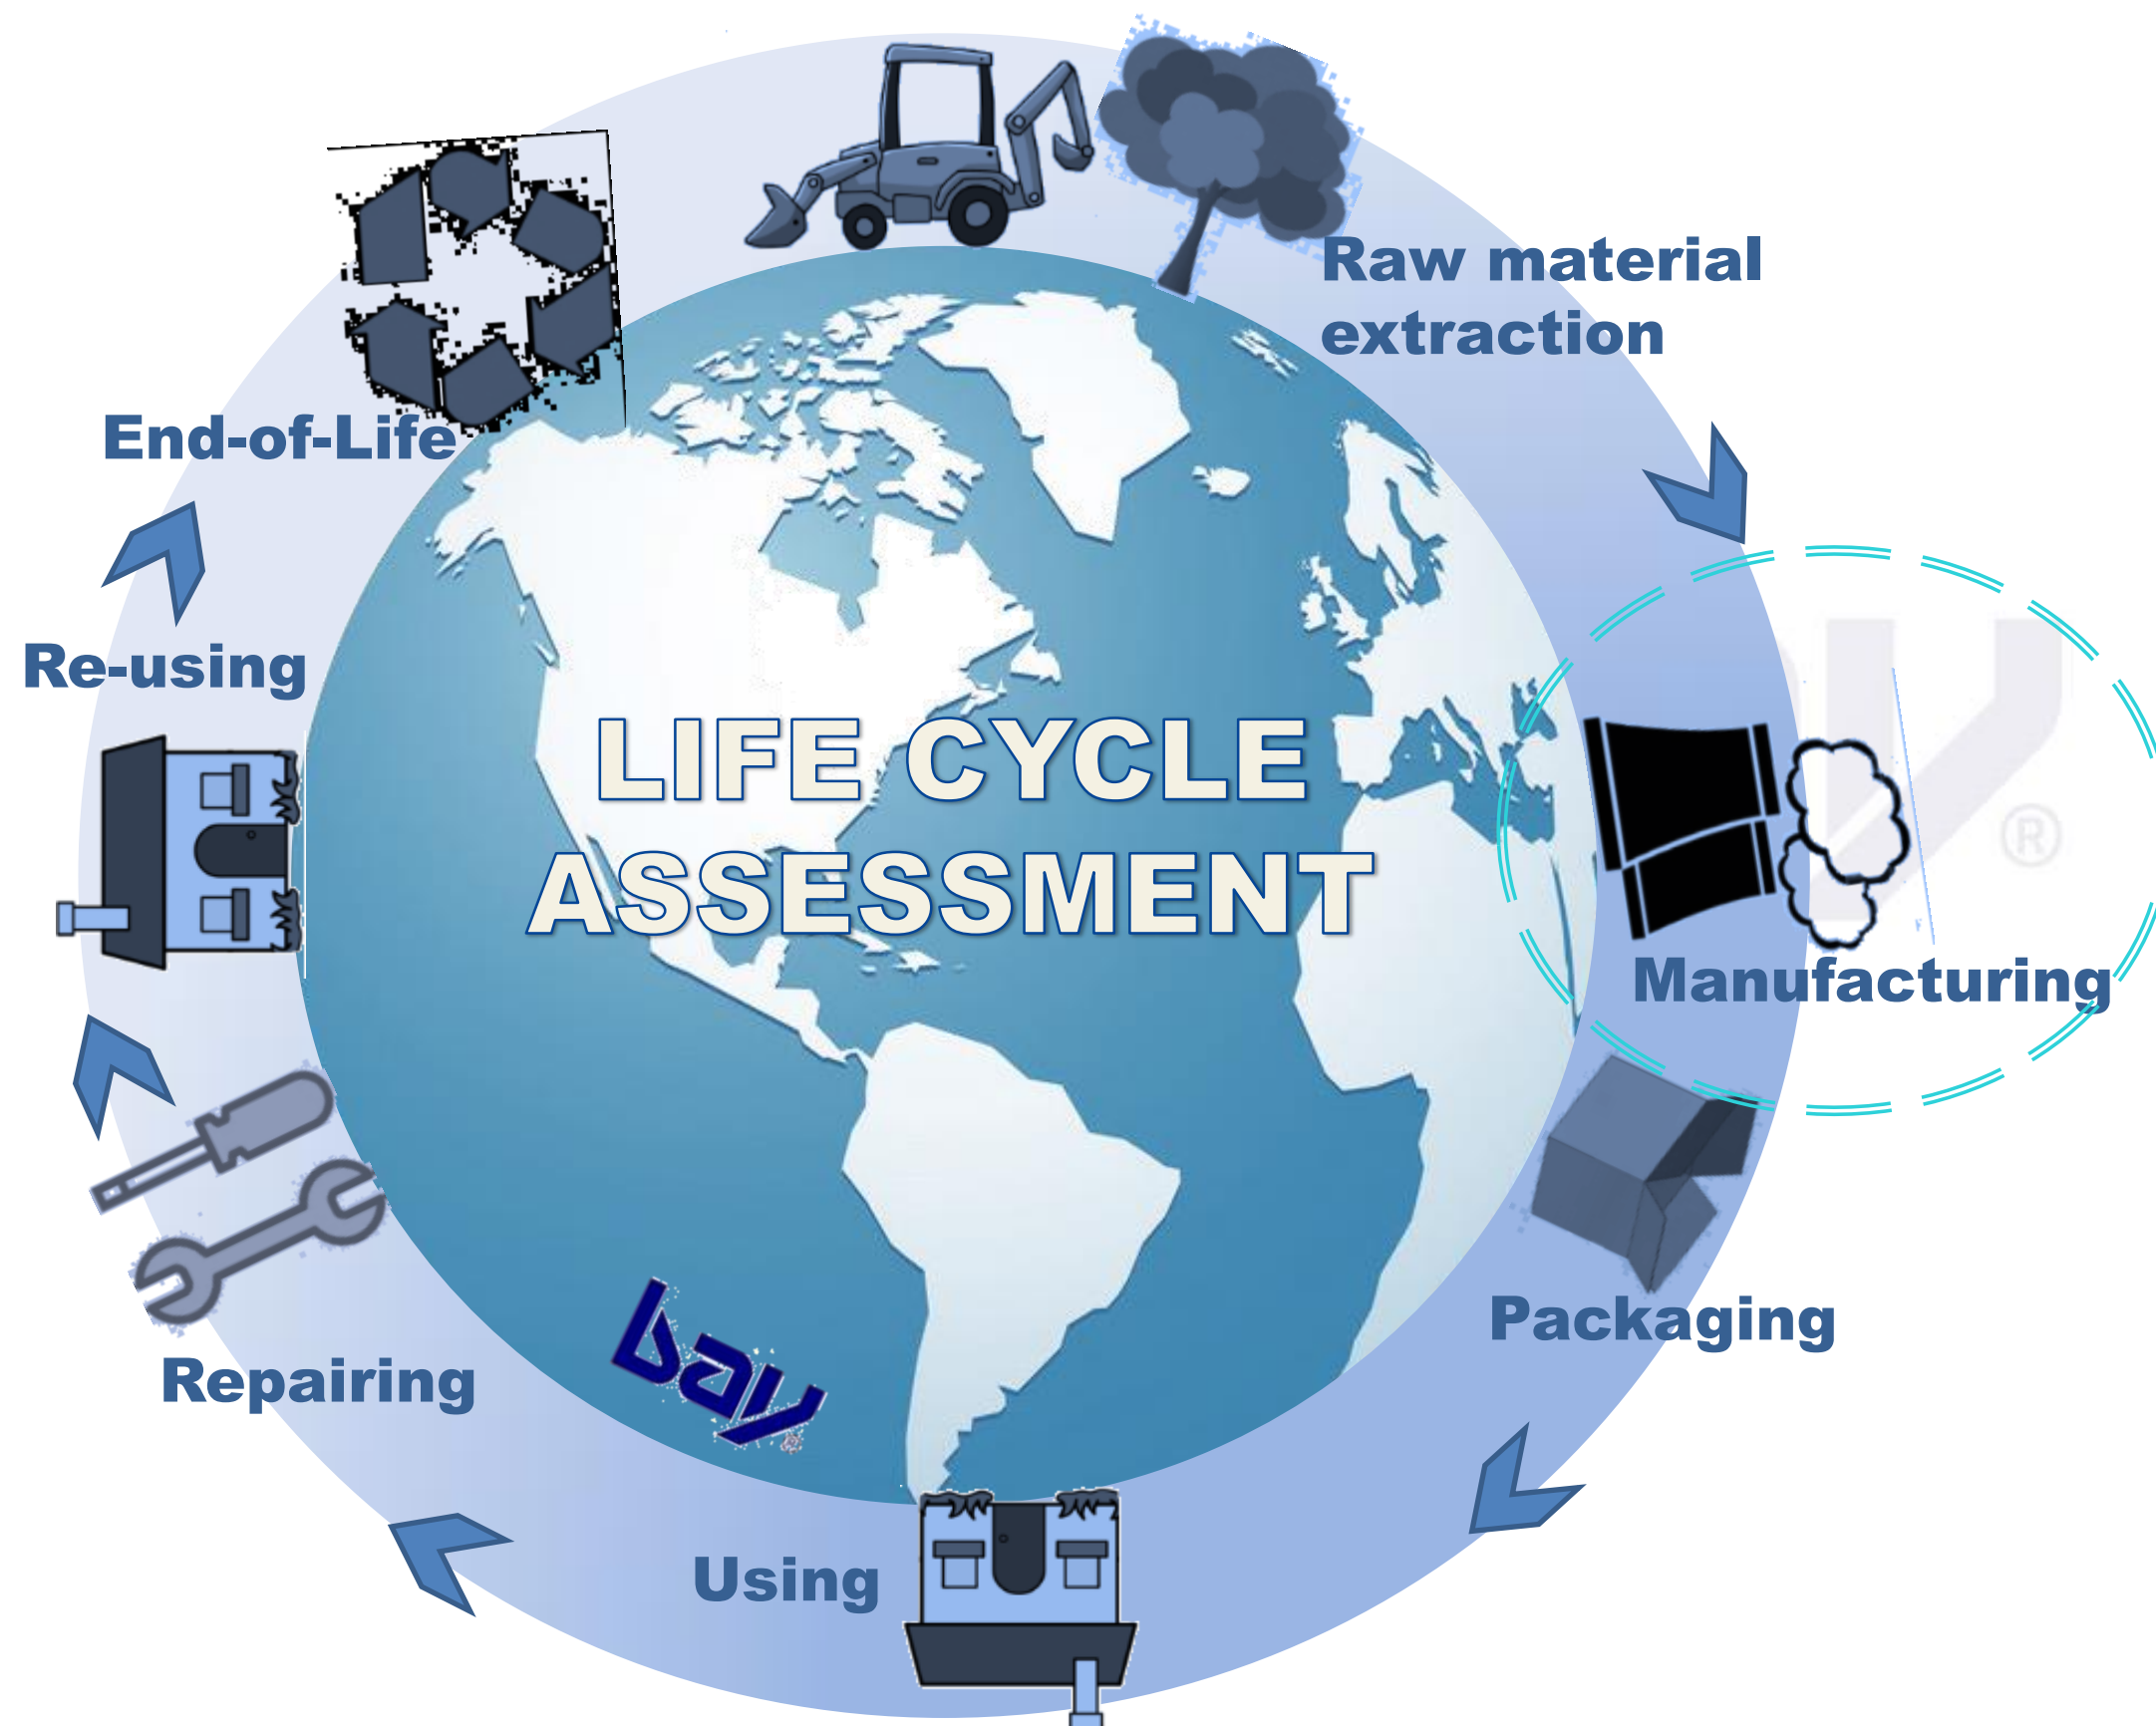 Raw material
extraction
End-of-Life
Re-using
LIFE CYCLE
ASSESSMENT
®
Manufacturing
Packaging
Repairing
bay
Using